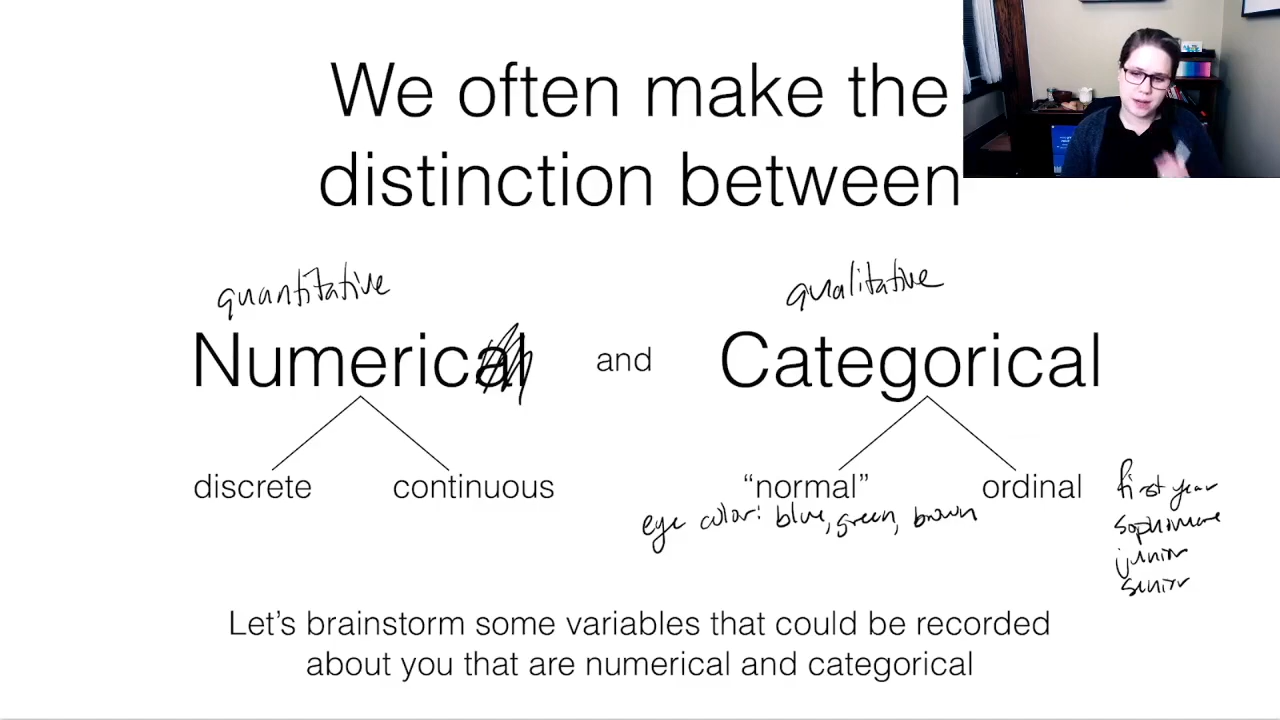 We often make the
distinction between
quantitative
qualitative
Numerical and Categorical
discrete continuous "normal" ordinal
eye color: blue, green, brown
first year
sophomore
junior
senior
Let's brainstorm some variables that could be recorded
about you that are numerical and categorical